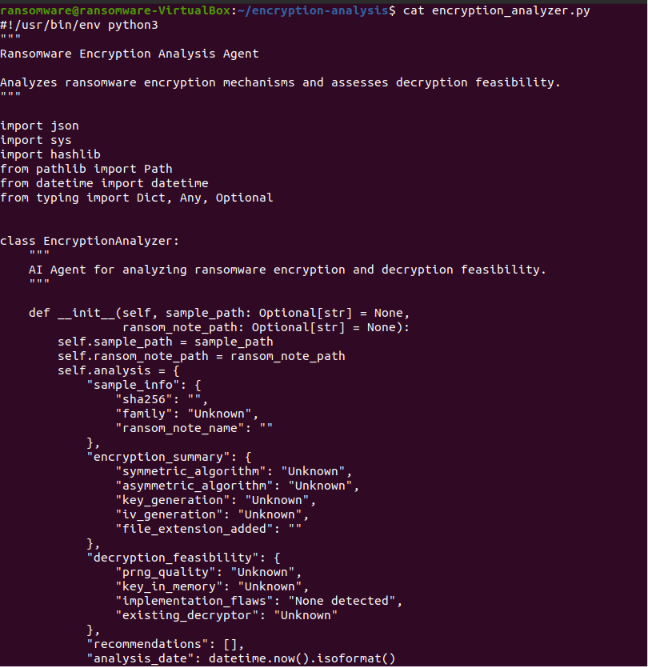 ransomware@ransomware-VirtualBox:~/encryption-analysis$ cat encryption_analyzer.py
#!/usr/bin/env python3
"""
Ransomware Encryption Analysis Agent

Analyzes ransomware encryption mechanisms and assesses decryption feasibility.
"""

import json
import sys
import hashlib
from pathlib import Path
from datetime import datetime
from typing import Dict, Any, Optional


class EncryptionAnalyzer:
    """
    AI Agent for analyzing ransomware encryption and decryption feasibility.
    """

    def __init__(self, sample_path: Optional[str] = None,
                 ransom_note_path: Optional[str] = None):
        self.sample_path = sample_path
        self.ransom_note_path = ransom_note_path
        self.analysis = {
            "sample_info": {
                "sha256": "",
                "family": "Unknown",
                "ransom_note_name": ""
            },
            "encryption_summary": {
                "symmetric_algorithm": "Unknown",
                "asymmetric_algorithm": "Unknown",
                "key_generation": "Unknown",
                "iv_generation": "Unknown",
                "file_extension_added": ""
            },
            "decryption_feasibility": {
                "prng_quality": "Unknown",
                "key_in_memory": "Unknown",
                "implementation_flaws": "None detected",
                "existing_decryptor": "Unknown"
            },
            "recommendations": [],
            "analysis_date": datetime.now().isoformat()